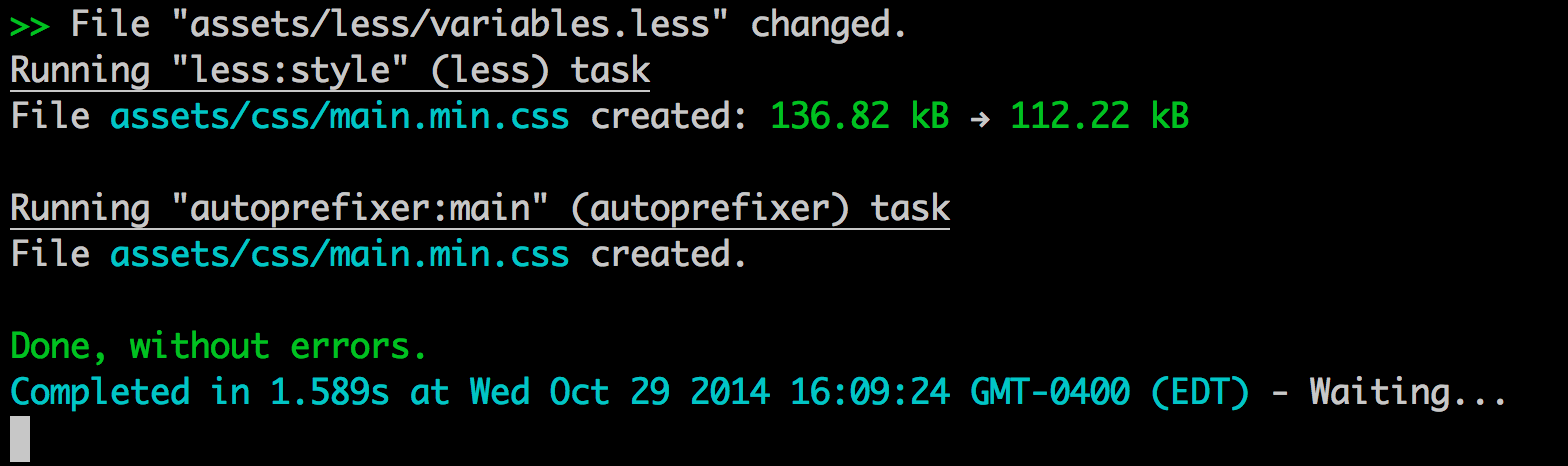 >> File "assets/less/variables.less" changed.
Running "less:style" (less) task
File assets/css/main.min.css created: 136.82 kB → 112.22 kB
Running "autoprefixer:main" (autoprefixer) task
File assets/css/main.min.css created.
Done, without errors.
Completed in 1.589s at Wed Oct 29 2014 16:09:24 GMT-0400 (EDT) - Waiting...